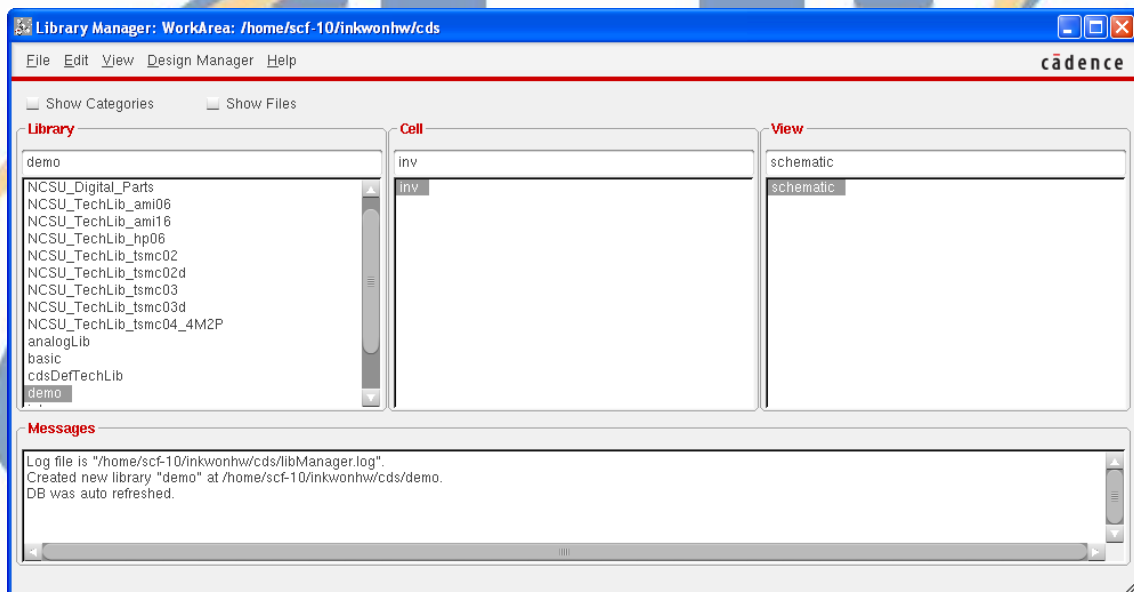 Library Manager: WorkArea: /home/scf-10/inkwonhw/cds
File Edit View Design Manager Help
cādence
Show Categories Show Files
Library Cell View
demo inv schematic
NCSU_Digital_Parts
NCSU_TechLib_ami06
NCSU_TechLib_ami16
NCSU_TechLib_hp06
NCSU_TechLib_tsmc02
NCSU_TechLib_tsmc02d
NCSU_TechLib_tsmc03
NCSU_TechLib_tsmc03d
NCSU_TechLib_tsmc04_4M2P
analogLib
basic
cdsDefTechLib
demo
inv
schematic
Messages
Log file is "/home/scf-10/inkwonhw/cds/libManager.log".
Created new library "demo" at /home/scf-10/inkwonhw/cds/demo.
DB was auto refreshed.